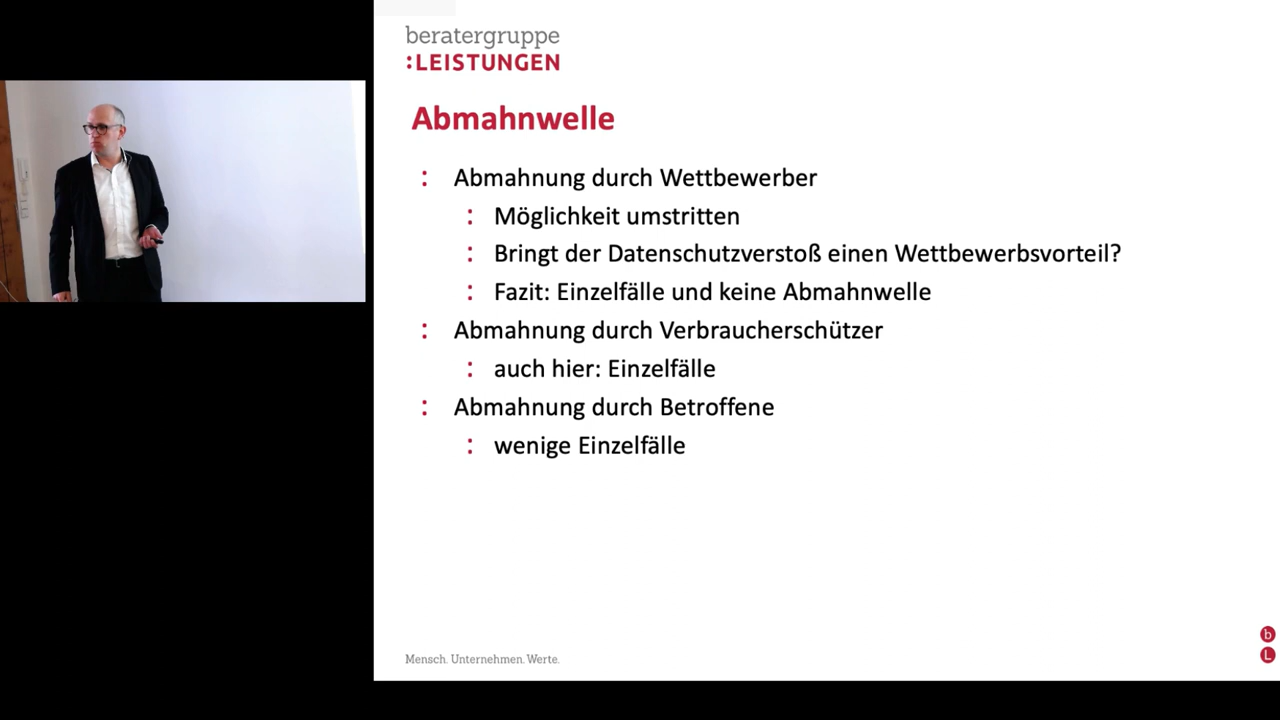 beratergruppe
:LEISTUNGEN
Abmahnwelle
: Abmahnung durch Wettbewerber
: Möglichkeit umstritten
: Bringt der Datenschutzverstoß einen Wettbewerbsvorteil?
: Fazit: Einzelfälle und keine Abmahnwelle
: Abmahnung durch Verbraucherschützer
: auch hier: Einzelfälle
: Abmahnung durch Betroffene
: wenige Einzelfälle
b
L
Mensch. Unternehmen. Werte.